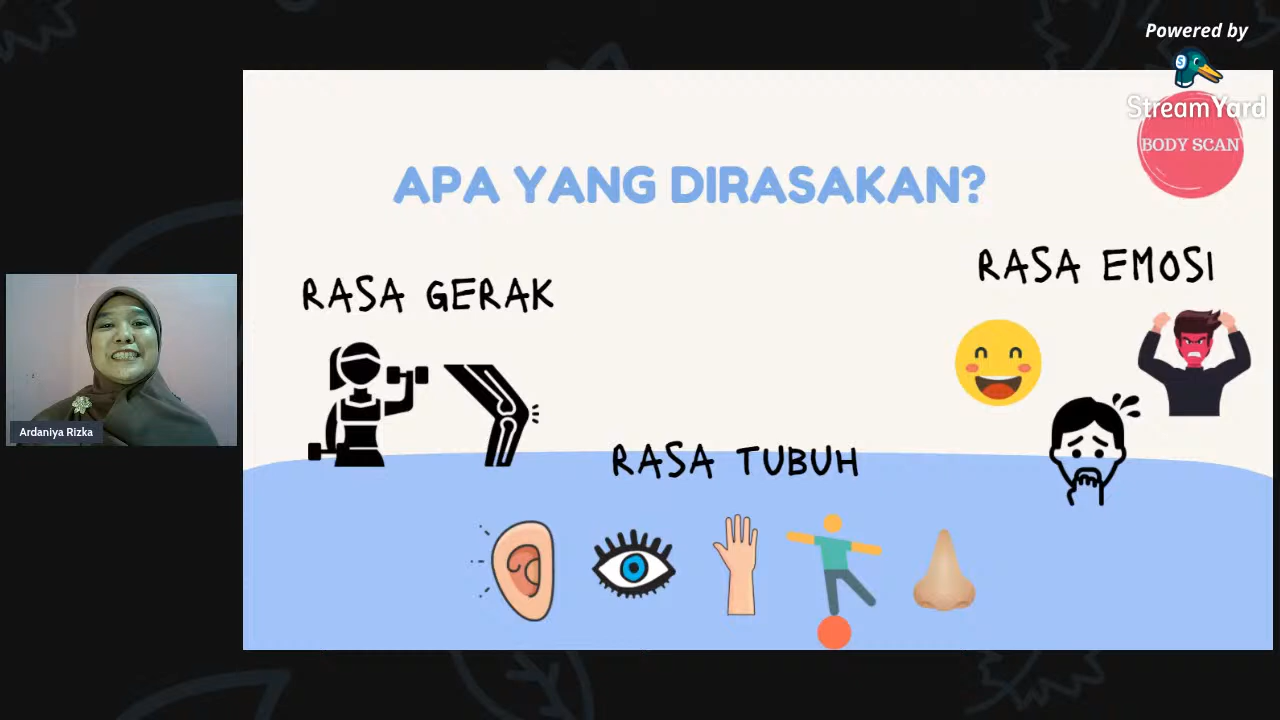 Powered by
StreamYard
BODY SCAN
APA YANG DIRASAKAN?
RASA GERAK
RASA EMOSI
RASA TUBUH
Ardaniya Rizka